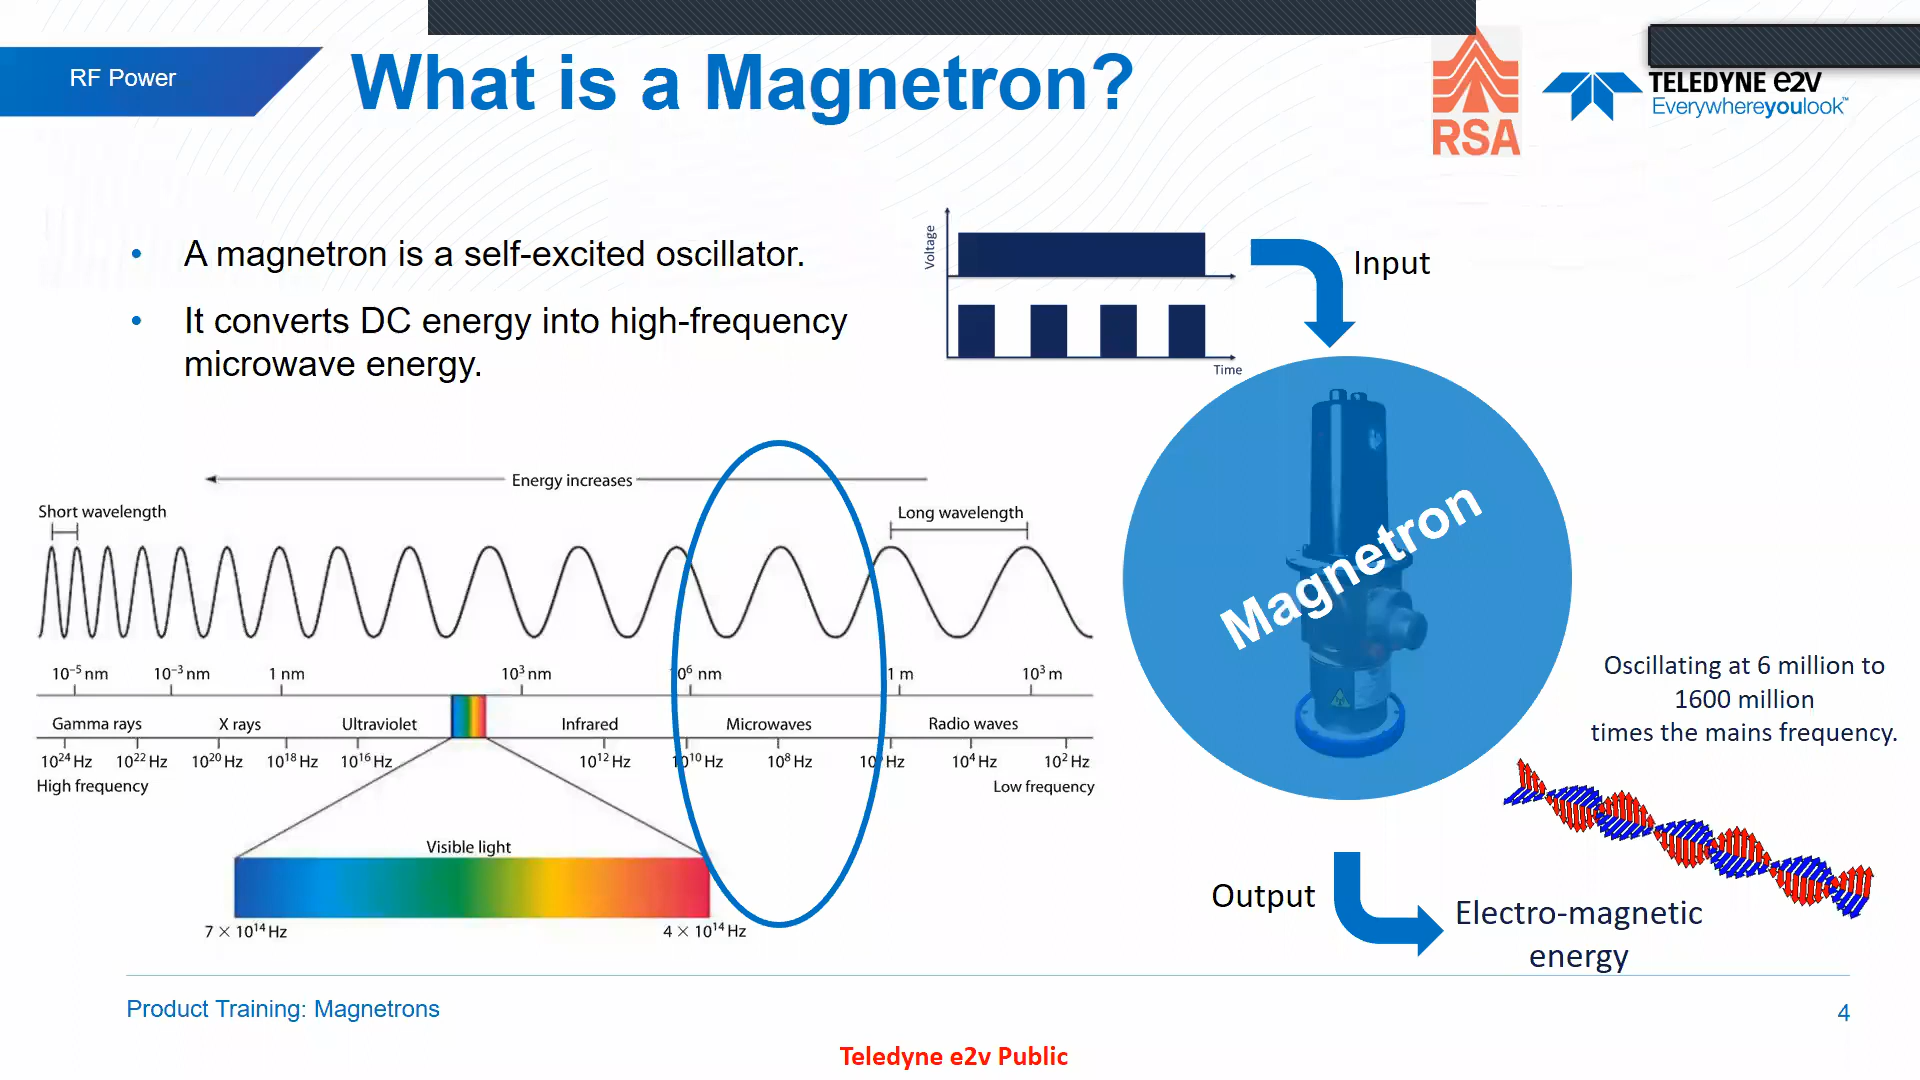 RF Power
What is a Magnetron?
RSA
TELEDYNE e2v
Everywhereyoulook™
• A magnetron is a self-excited oscillator.
• It converts DC energy into high-frequency
microwave energy.
Voltage
Time
Input
Magnetron
Oscillating at 6 million to
1600 million
times the mains frequency.
Output
Electro-magnetic
energy
Energy increases
Short wavelength
Long wavelength
10⁻⁵ nm 10⁻³ nm 1 nm 10³ nm 10⁶ nm 1 m 10³ m
Gamma rays X rays Ultraviolet Infrared Microwaves Radio waves
10²⁴ Hz 10²² Hz 10²⁰ Hz 10¹⁸ Hz 10¹⁶ Hz 10¹² Hz 10¹⁰ Hz 10⁸ Hz Hz 10⁴ Hz 10² Hz
High frequency Low frequency
Visible light
7 × 10¹⁴ Hz 4 × 10¹⁴ Hz
Product Training: Magnetrons
4
Teledyne e2v Public